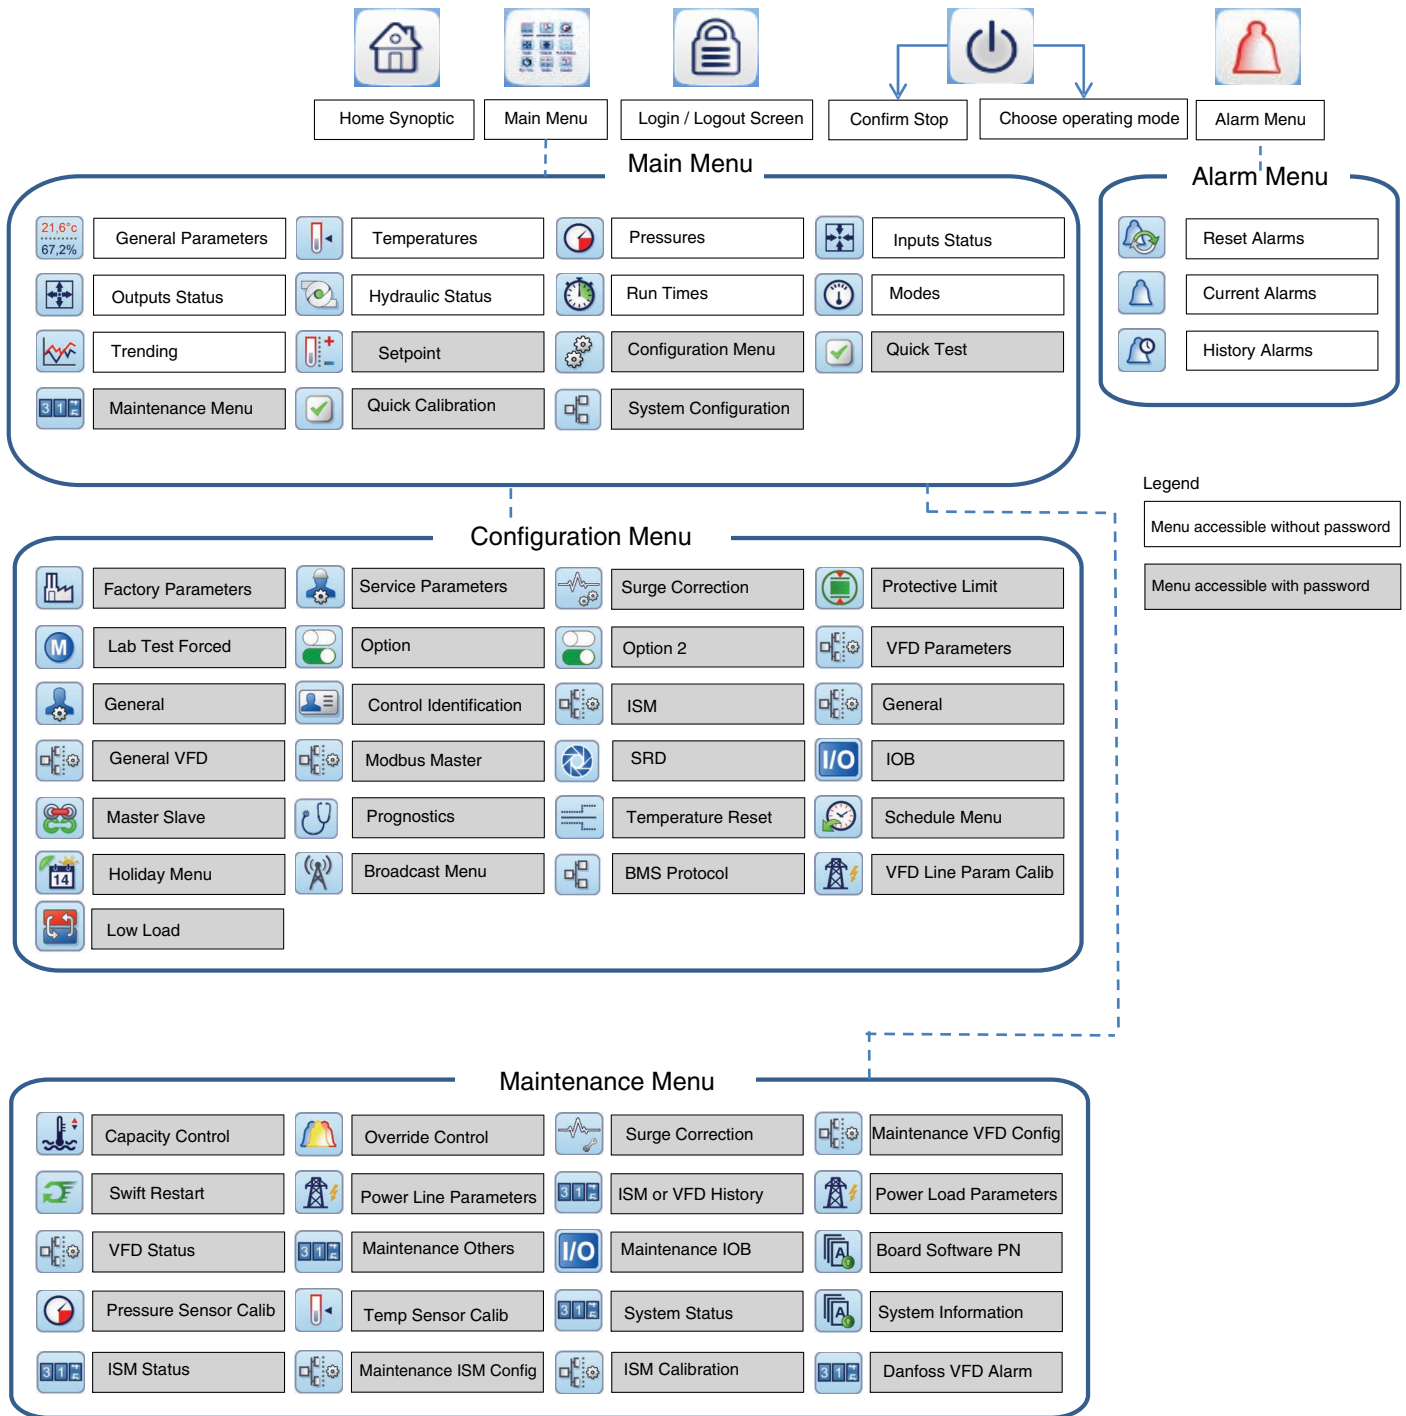 Home Synoptic
Main Menu
Login / Logout Screen
Confirm Stop
Choose operating mode
Alarm Menu
Main Menu
21,6°c
67,2%
General Parameters
Temperatures
Pressures
Inputs Status
Outputs Status
Hydraulic Status
Run Times
Modes
Trending
Setpoint
Configuration Menu
Quick Test
Maintenance Menu
Quick Calibration
System Configuration
Alarm Menu
Reset Alarms
Current Alarms
History Alarms
Legend
Menu accessible without password
Menu accessible with password
Configuration Menu
Factory Parameters
Service Parameters
Surge Correction
Protective Limit
M
Lab Test Forced
Option
Option 2
VFD Parameters
General
Control Identification
ISM
General
General VFD
Modbus Master
SRD
I/O
IOB
Master Slave
Prognostics
Temperature Reset
Schedule Menu
14
Holiday Menu
Broadcast Menu
BMS Protocol
VFD Line Param Calib
Low Load
Maintenance Menu
Capacity Control
Override Control
Surge Correction
Maintenance VFD Config
Swift Restart
Power Line Parameters
ISM or VFD History
Power Load Parameters
VFD Status
Maintenance Others
I/O
Maintenance IOB
A
Board Software PN
Pressure Sensor Calib
Temp Sensor Calib
System Status
A
System Information
ISM Status
Maintenance ISM Config
ISM Calibration
Danfoss VFD Alarm